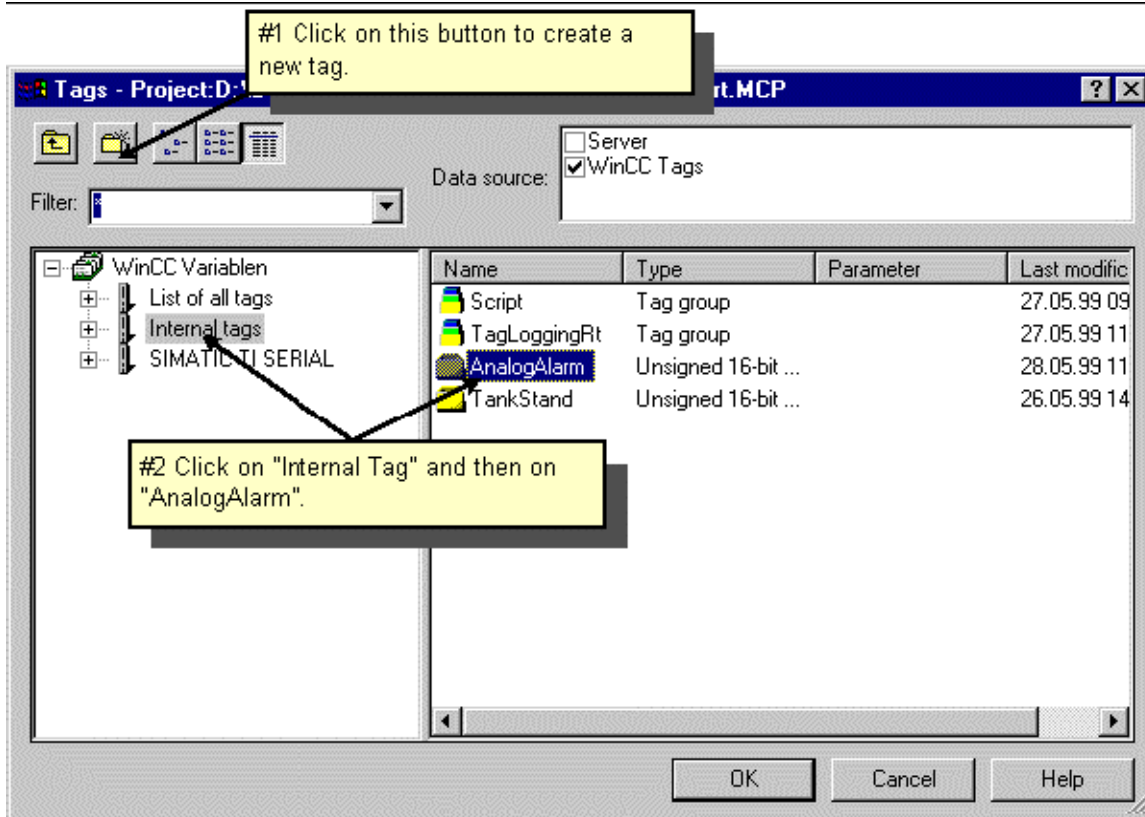 #1 Click on this button to create a
new tag.
Tags - Project:D:\
rt.MCP
Server
WinCC Tags
Data source:
Filter: *
WinCC Variablen
List of all tags
Internal tags
SIMATIC TI SERIAL
Name Type Parameter Last modific
Script Tag group 27.05.99 09
TagLoggingRt Tag group 27.05.99 11
AnalogAlarm Unsigned 16-bit ... 28.05.99 11
TankStand Unsigned 16-bit ... 26.05.99 14
#2 Click on "Internal Tag" and then on
"AnalogAlarm".
OK Cancel Help